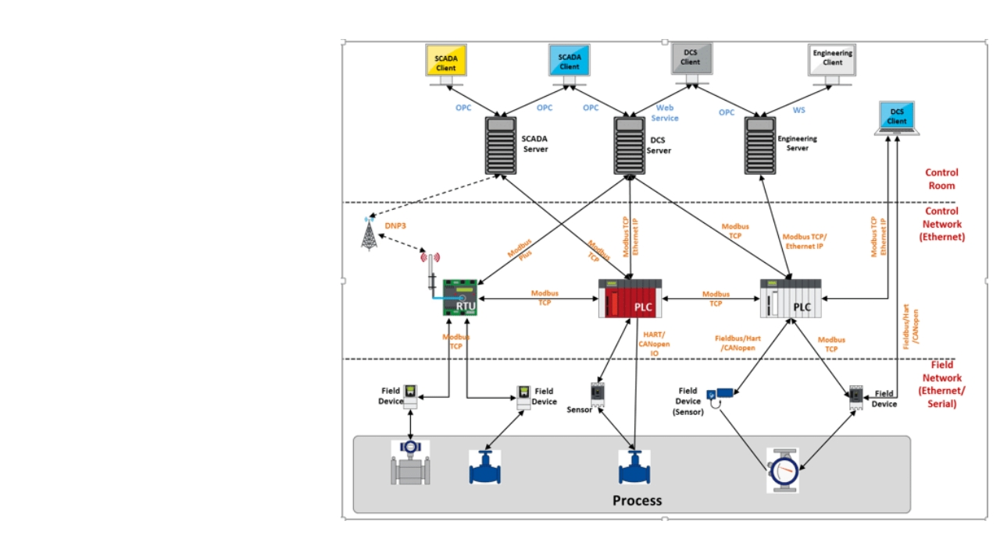 SCADA
Client
SCADA
Client
DCS
Client
Engineering
Client
OPC
OPC
OPC
Web
Service
OPC
WS
DCS
Client
SCADA
Server
DCS
Server
Engineering
Server
Control
Room
Control
Network
(Ethernet)
DNP3
Modbus
Plus
Modbus
TCP
Modbus TCP
Ethernet IP
Modbus
TCP
Modbus TCP/
Ethernet IP
Modbus TCP
Ethernet IP
RTU
Modbus
TCP
PLC
Modbus
TCP
PLC
Modbus
TCP
HART/
CANopen
IO
Fieldbus/Hart
/CANopen
Modbus
TCP
Fieldbus/Hart
/CANopen
Field
Network
(Ethernet/
Serial)
Field
Device
Field
Device
Sensor
Field
Device
(Sensor)
Field
Device
Process